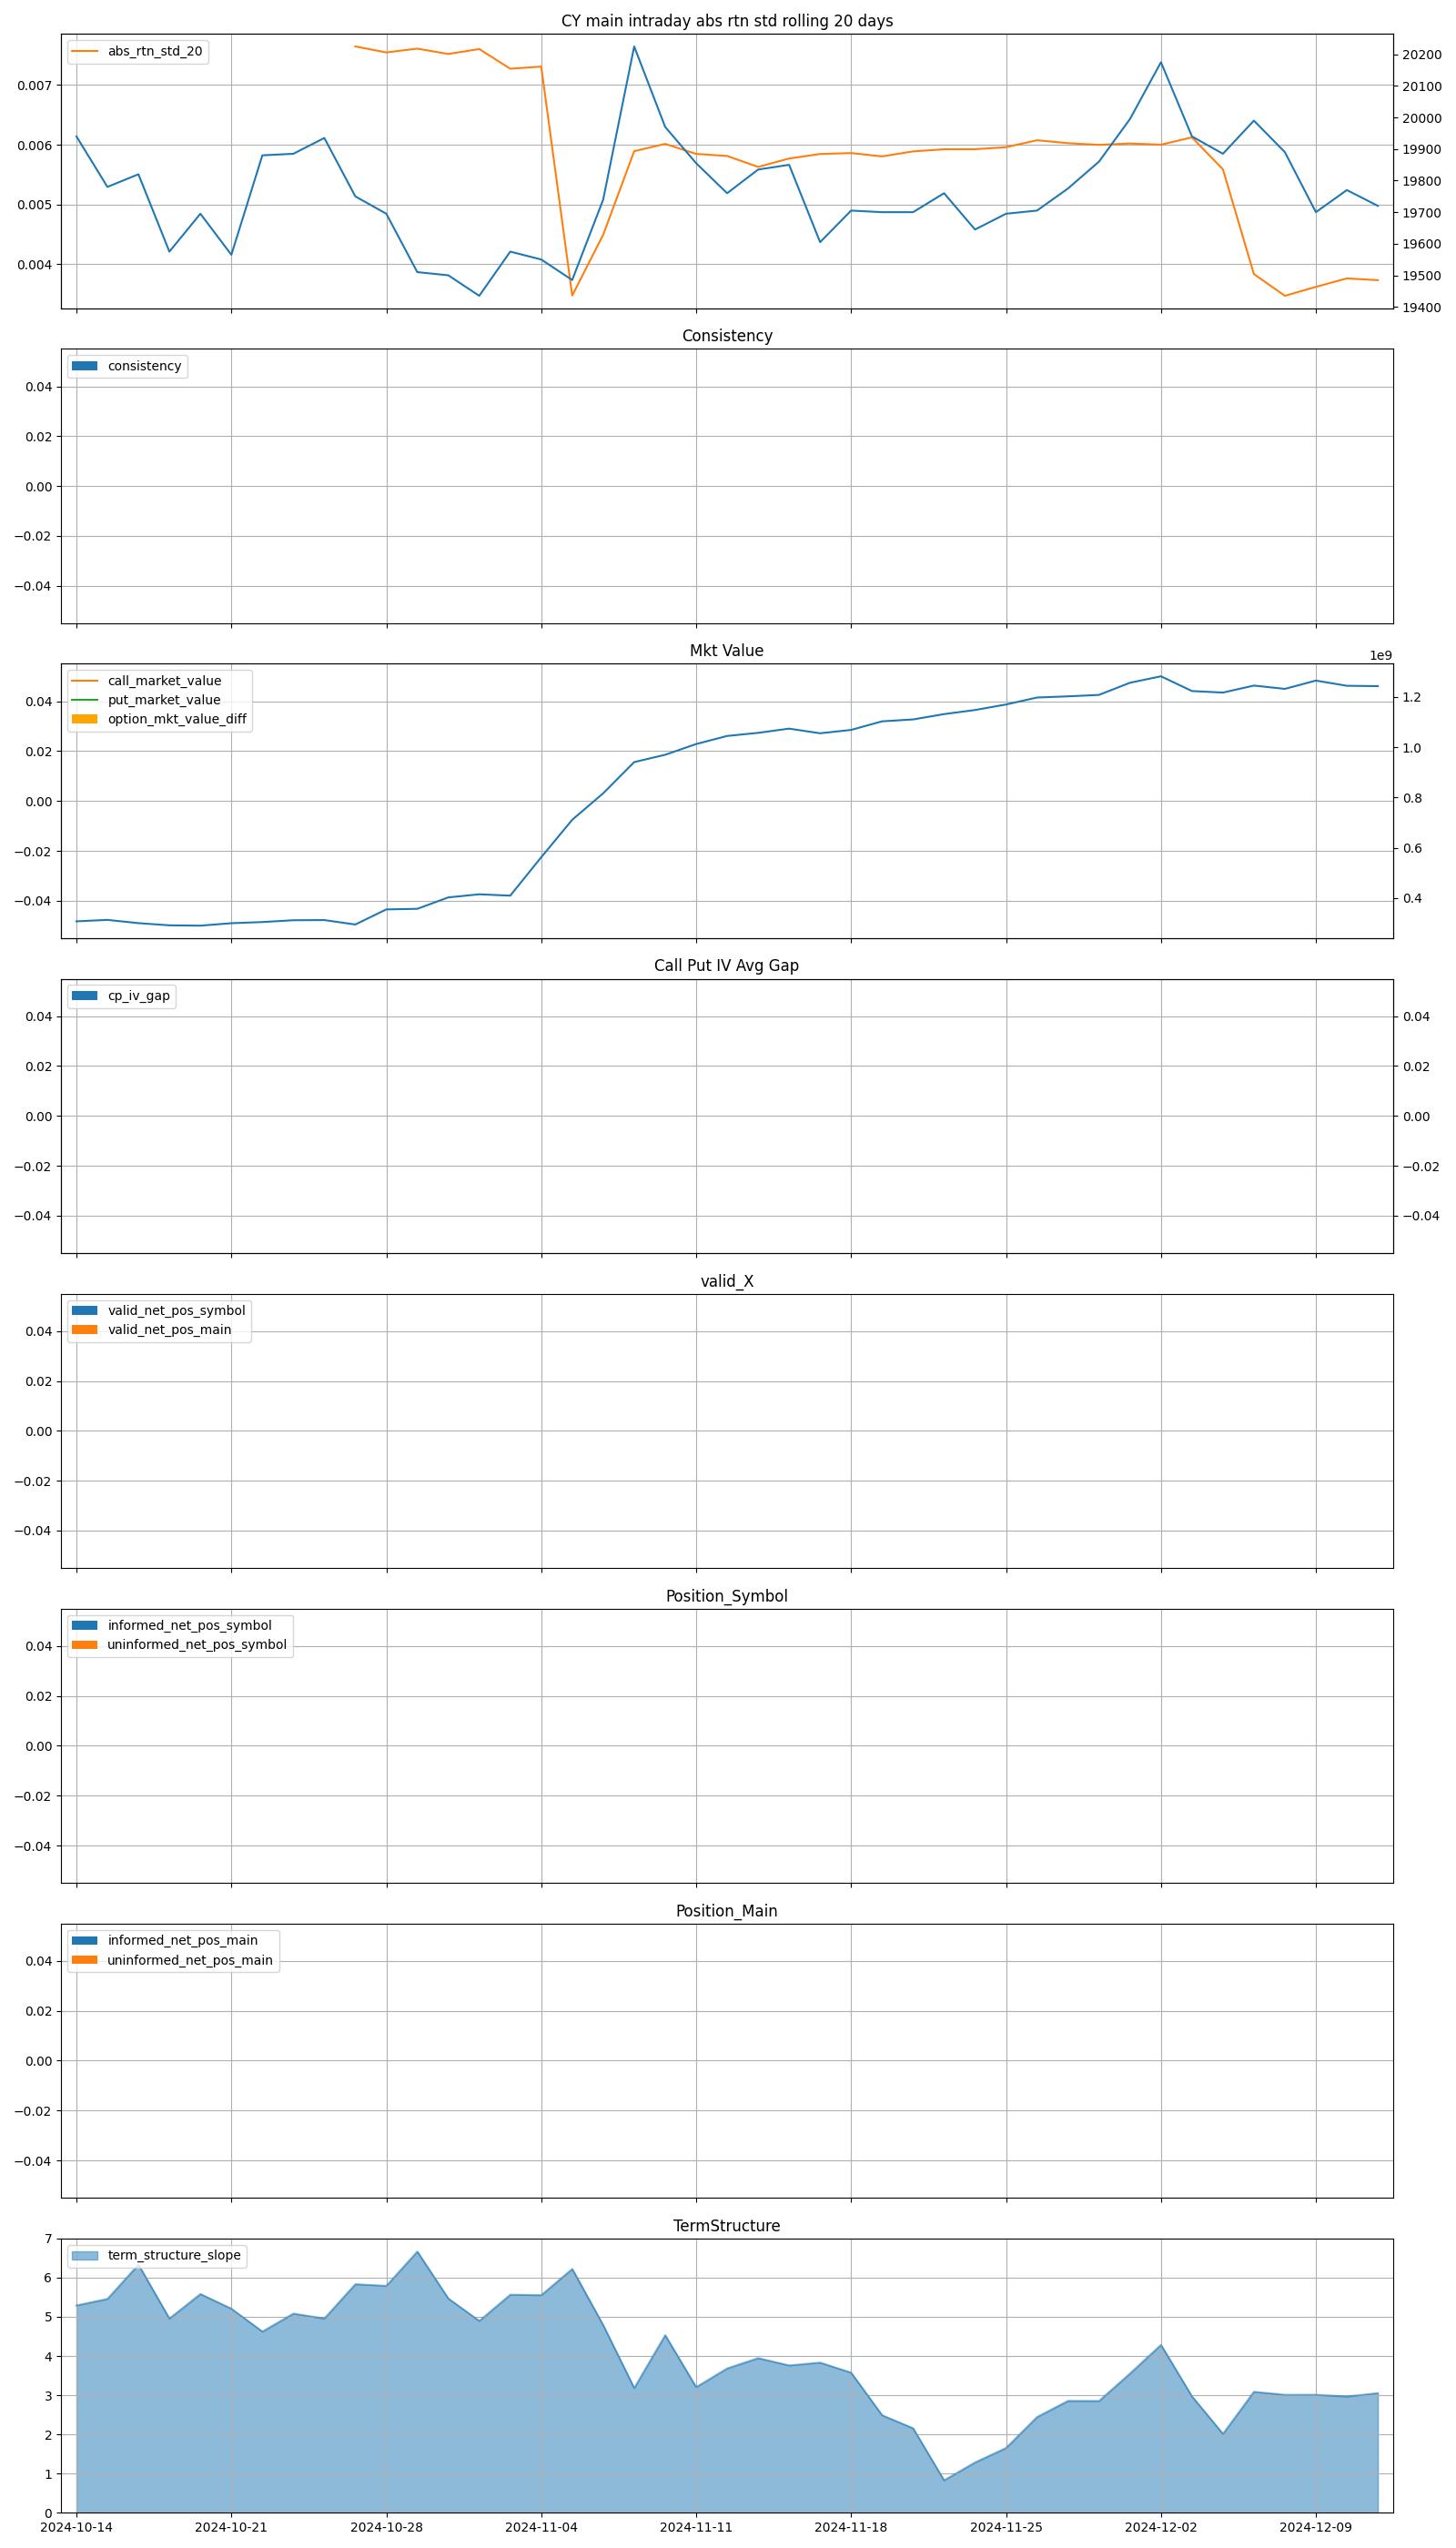 CY main intraday abs rtn std rolling 20 days
abs_rtn_std_20
0.007
0.006
0.005
0.004
20200
20100
20000
19900
19800
19700
19600
19500
19400
Consistency
consistency
0.04
0.02
0.00
−0.02
−0.04
Mkt Value
1e9
call_market_value
put_market_value
option_mkt_value_diff
0.04
0.02
0.00
−0.02
−0.04
1.2
1.0
0.8
0.6
0.4
Call Put IV Avg Gap
cp_iv_gap
0.04
0.02
0.00
−0.02
−0.04
0.04
0.02
0.00
−0.02
−0.04
valid_X
valid_net_pos_symbol
valid_net_pos_main
0.04
0.02
0.00
−0.02
−0.04
Position_Symbol
informed_net_pos_symbol
uninformed_net_pos_symbol
0.04
0.02
0.00
−0.02
−0.04
Position_Main
informed_net_pos_main
uninformed_net_pos_main
0.04
0.02
0.00
−0.02
−0.04
TermStructure
term_structure_slope
7
6
5
4
3
2
1
0
2024-10-14 2024-10-21 2024-10-28 2024-11-04 2024-11-11 2024-11-18 2024-11-25 2024-12-02 2024-12-09